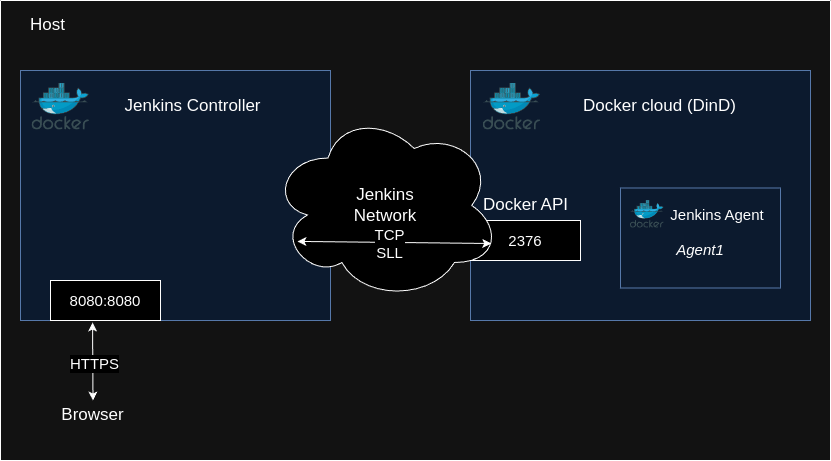 Host
docker
Jenkins Controller
docker
Docker cloud (DinD)
Jenkins
Network
TCP
SLL
Docker API
2376
docker
Jenkins Agent
Agent1
8080:8080
HTTPS
Browser